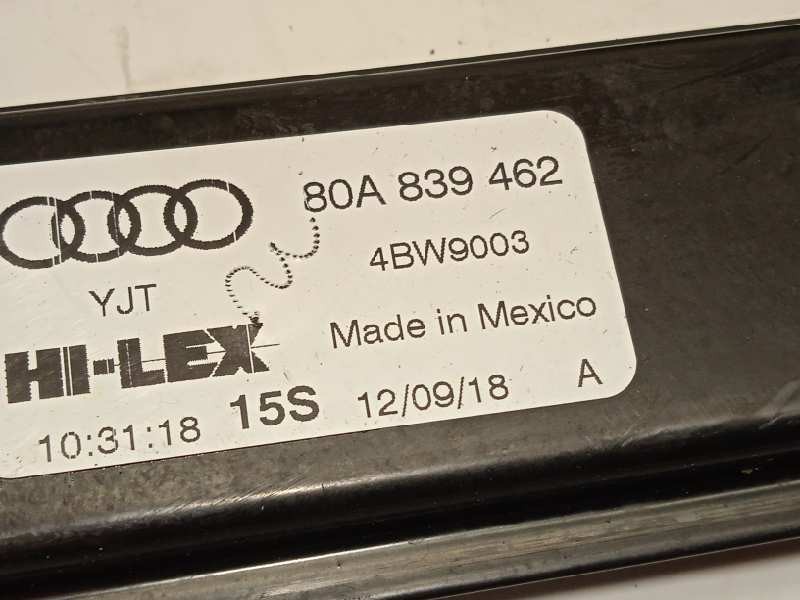 80A 839 462
4BW9003
YJT
Made in Mexico
HI-LEX
10:31:18 15S 12/09/18 A